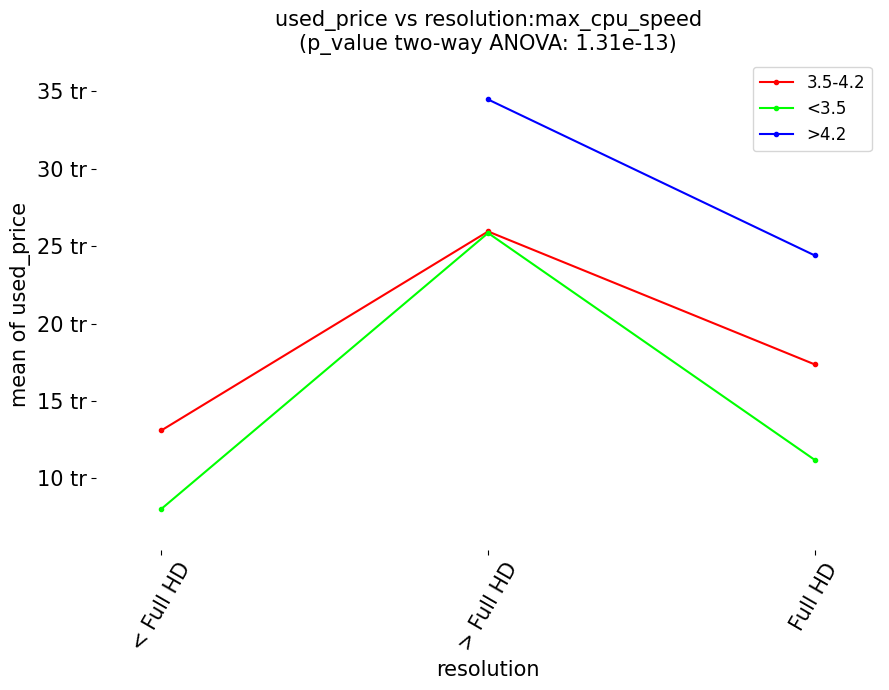 used_price vs resolution:max_cpu_speed
(p_value two-way ANOVA: 1.31e-13)
3.5-4.2
<3.5
>4.2
35 tr
30 tr
25 tr
20 tr
15 tr
10 tr
mean of used_price
< Full HD
> Full HD
Full HD
resolution